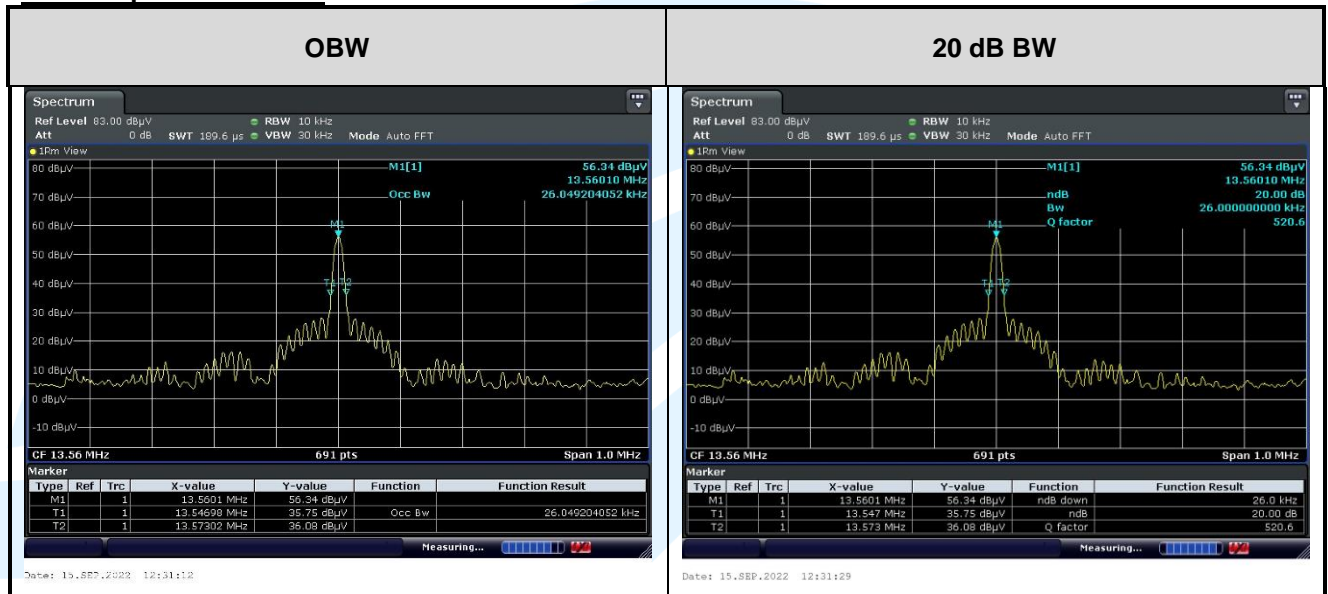 OBW
20 dB BW
Spectrum
Ref Level 83.00 dBµV RBW 10 kHz
Att 0 dB SWT 189.6 µs VBW 30 kHz Mode Auto FFT
1Rm View
M1[1] 56.34 dBµV
13.56010 MHz
Occ Bw 26.049204052 kHz
80 dBµV
70 dBµV
60 dBµV
50 dBµV
40 dBµV
30 dBµV
20 dBµV
10 dBµV
0 dBµV
-10 dBµV
M1
T1 T2
CF 13.56 MHz 691 pts Span 1.0 MHz
Marker
Type Ref Trc X-value Y-value Function Function Result
M1 1 13.5601 MHz 56.34 dBµV
T1 1 13.54698 MHz 35.75 dBµV Occ Bw 26.049204052 kHz
T2 1 13.57302 MHz 36.08 dBµV
Measuring...
Date: 15.SEP.2022 12:31:12
Spectrum
Ref Level 83.00 dBµV RBW 10 kHz
Att 0 dB SWT 189.6 µs VBW 30 kHz Mode Auto FFT
1Rm View
M1[1] 56.34 dBµV
13.56010 MHz
ndB 20.00 dB
Bw 26.000000000 kHz
Q factor 520.6
80 dBµV
70 dBµV
60 dBµV
50 dBµV
40 dBµV
30 dBµV
20 dBµV
10 dBµV
0 dBµV
-10 dBµV
M1
T1 T2
CF 13.56 MHz 691 pts Span 1.0 MHz
Marker
Type Ref Trc X-value Y-value Function Function Result
M1 1 13.5601 MHz 56.34 dBµV ndB down 26.0 kHz
T1 1 13.547 MHz 35.75 dBµV ndB 20.00 dB
T2 1 13.573 MHz 36.08 dBµV Q factor 520.6
Measuring...
Date: 15.SEP.2022 12:31:29